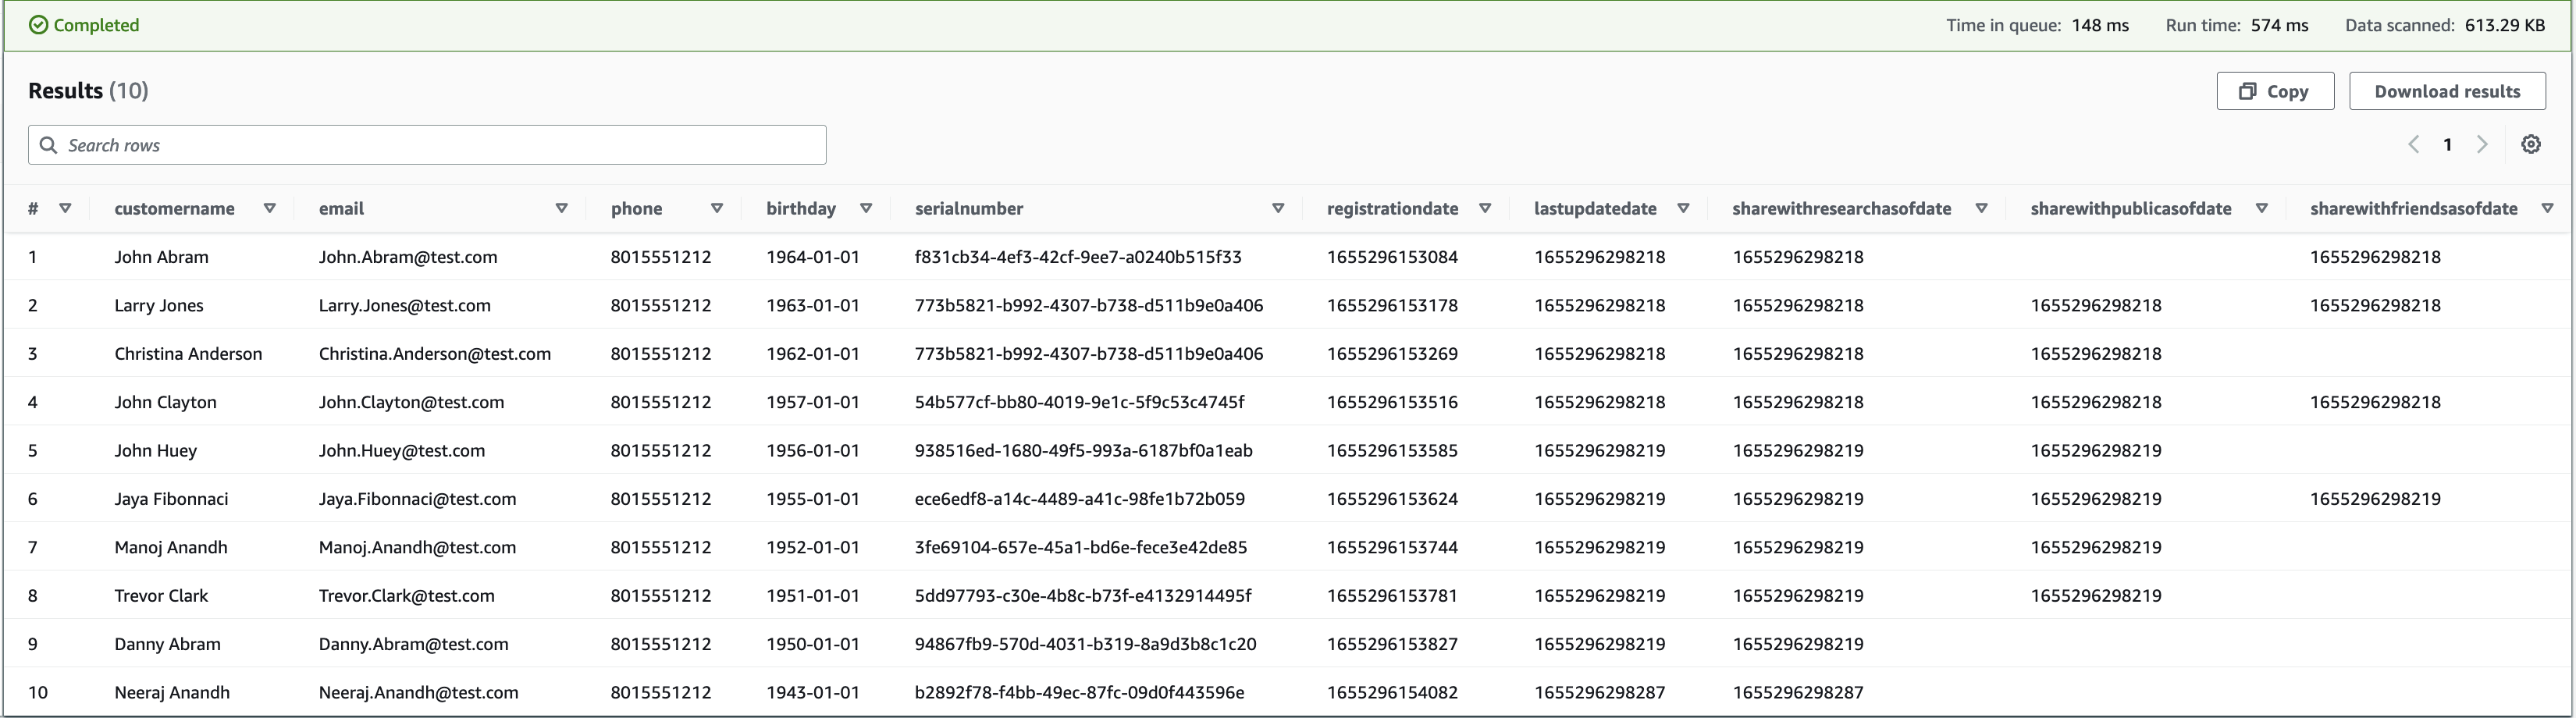 Completed Time in queue: 148 ms Run time: 574 ms Data scanned: 613.29 KB
Results (10) Copy Download results
Search rows 1
# customername email phone birthday serialnumber registrationdate lastupdatedate sharewithresearchasofdate sharewithpublicasofdate sharewithfriendsasofdate
1 John Abram John.Abram@test.com 8015551212 1964-01-01 f831cb34-4ef3-42cf-9ee7-a0240b515f33 1655296153084 1655296298218 1655296298218 1655296298218
2 Larry Jones Larry.Jones@test.com 8015551212 1963-01-01 773b5821-b992-4307-b738-d511b9e0a406 1655296153178 1655296298218 1655296298218 1655296298218 1655296298218
3 Christina Anderson Christina.Anderson@test.com 8015551212 1962-01-01 773b5821-b992-4307-b738-d511b9e0a406 1655296153269 1655296298218 1655296298218 1655296298218
4 John Clayton John.Clayton@test.com 8015551212 1957-01-01 54b577cf-bb80-4019-9e1c-5f9c53c4745f 1655296153516 1655296298218 1655296298218 1655296298218 1655296298218
5 John Huey John.Huey@test.com 8015551212 1956-01-01 938516ed-1680-49f5-993a-6187bf0a1eab 1655296153585 1655296298219 1655296298219 1655296298219
6 Jaya Fibonnaci Jaya.Fibonnaci@test.com 8015551212 1955-01-01 ece6edf8-a14c-4489-a41c-98fe1b72b059 1655296153624 1655296298219 1655296298219 1655296298219 1655296298219
7 Manoj Anandh Manoj.Anandh@test.com 8015551212 1952-01-01 3fe69104-657e-45a1-bd6e-fece3e42de85 1655296153744 1655296298219 1655296298219 1655296298219
8 Trevor Clark Trevor.Clark@test.com 8015551212 1951-01-01 5dd97793-c30e-4b8c-b73f-e4132914495f 1655296153781 1655296298219 1655296298219 1655296298219
9 Danny Abram Danny.Abram@test.com 8015551212 1950-01-01 94867fb9-570d-4031-b319-8a9d3b8c1c20 1655296153827 1655296298219 1655296298219
10 Neeraj Anandh Neeraj.Anandh@test.com 8015551212 1943-01-01 b2892f78-f4bb-49ec-87fc-09d0f443596e 1655296154082 1655296298287 1655296298287